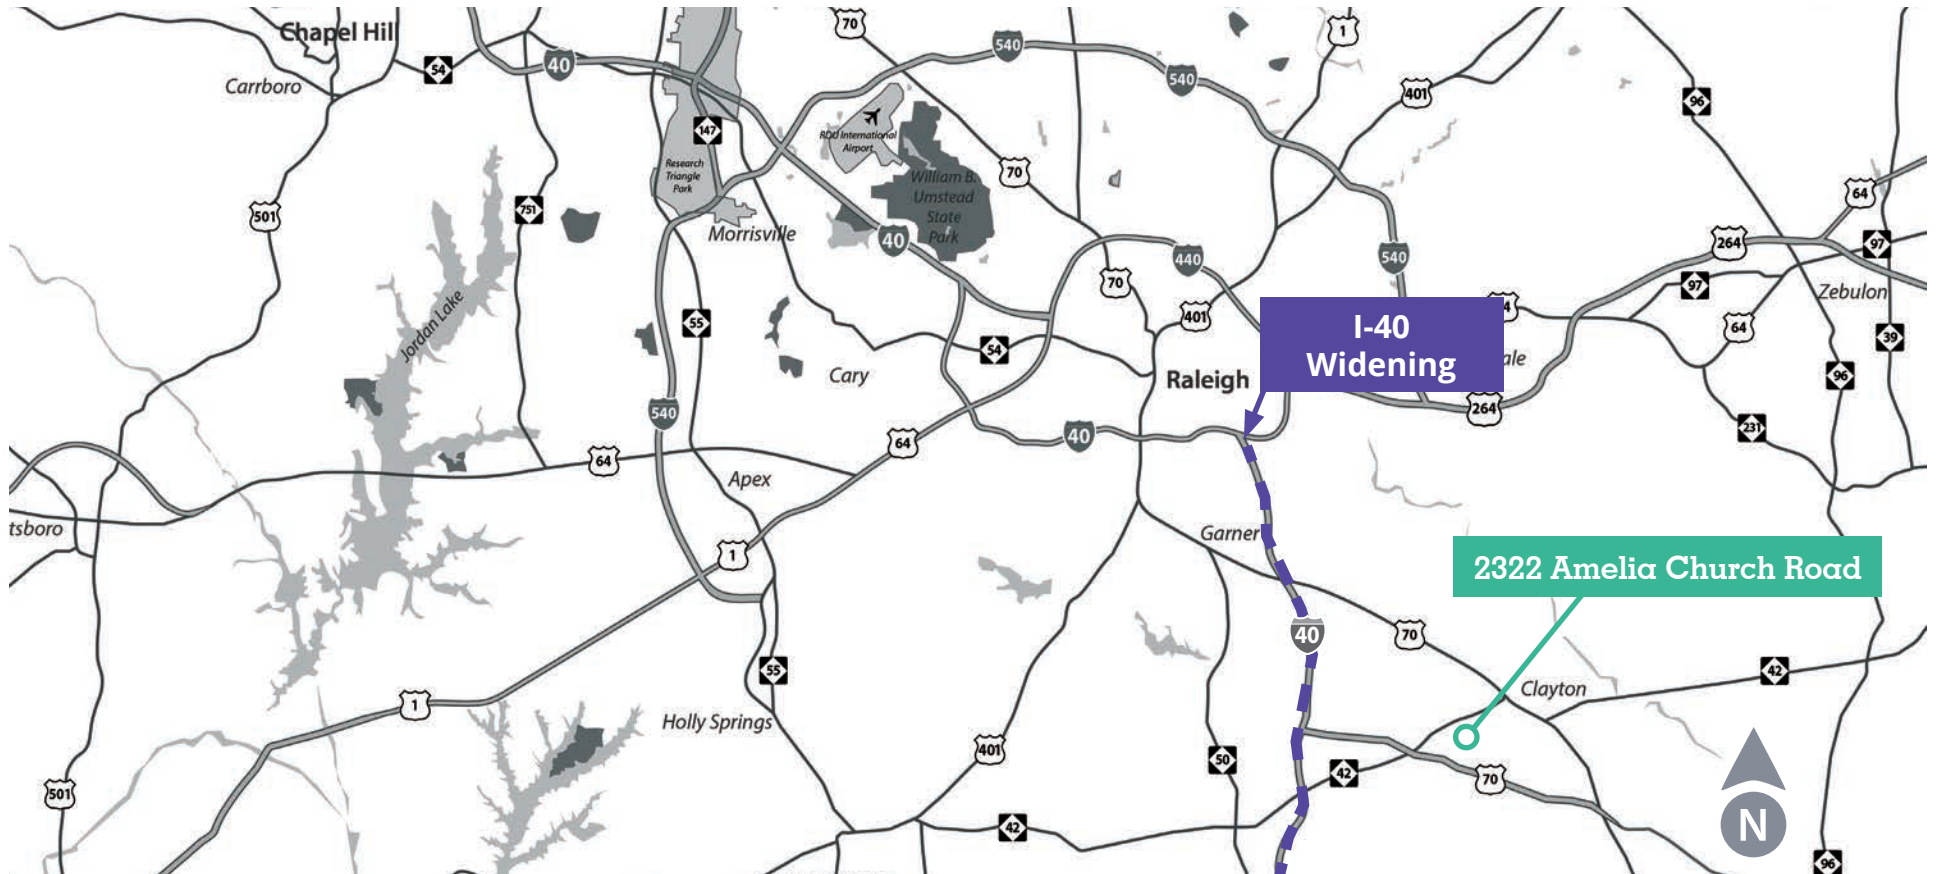 Chapel Hill
Carrboro
54
40
70
540
540
1
401
96
147
RDU International
Airport
Research
Triangle
Park
70
William B.
Umstead
State
Park
64
501
751
Morrisville
40
440
540
264
97
97
Zebulon
Jordan Lake
70
401
55
54
64
39
I-40
Widening
Cary
Raleigh
96
540
264
231
64
64
40
Apex
tsboro
1
Garner
2322 Amelia Church Road
40
70
55
42
Clayton
1
Holly Springs
401
50
42
70
501
42
N
96